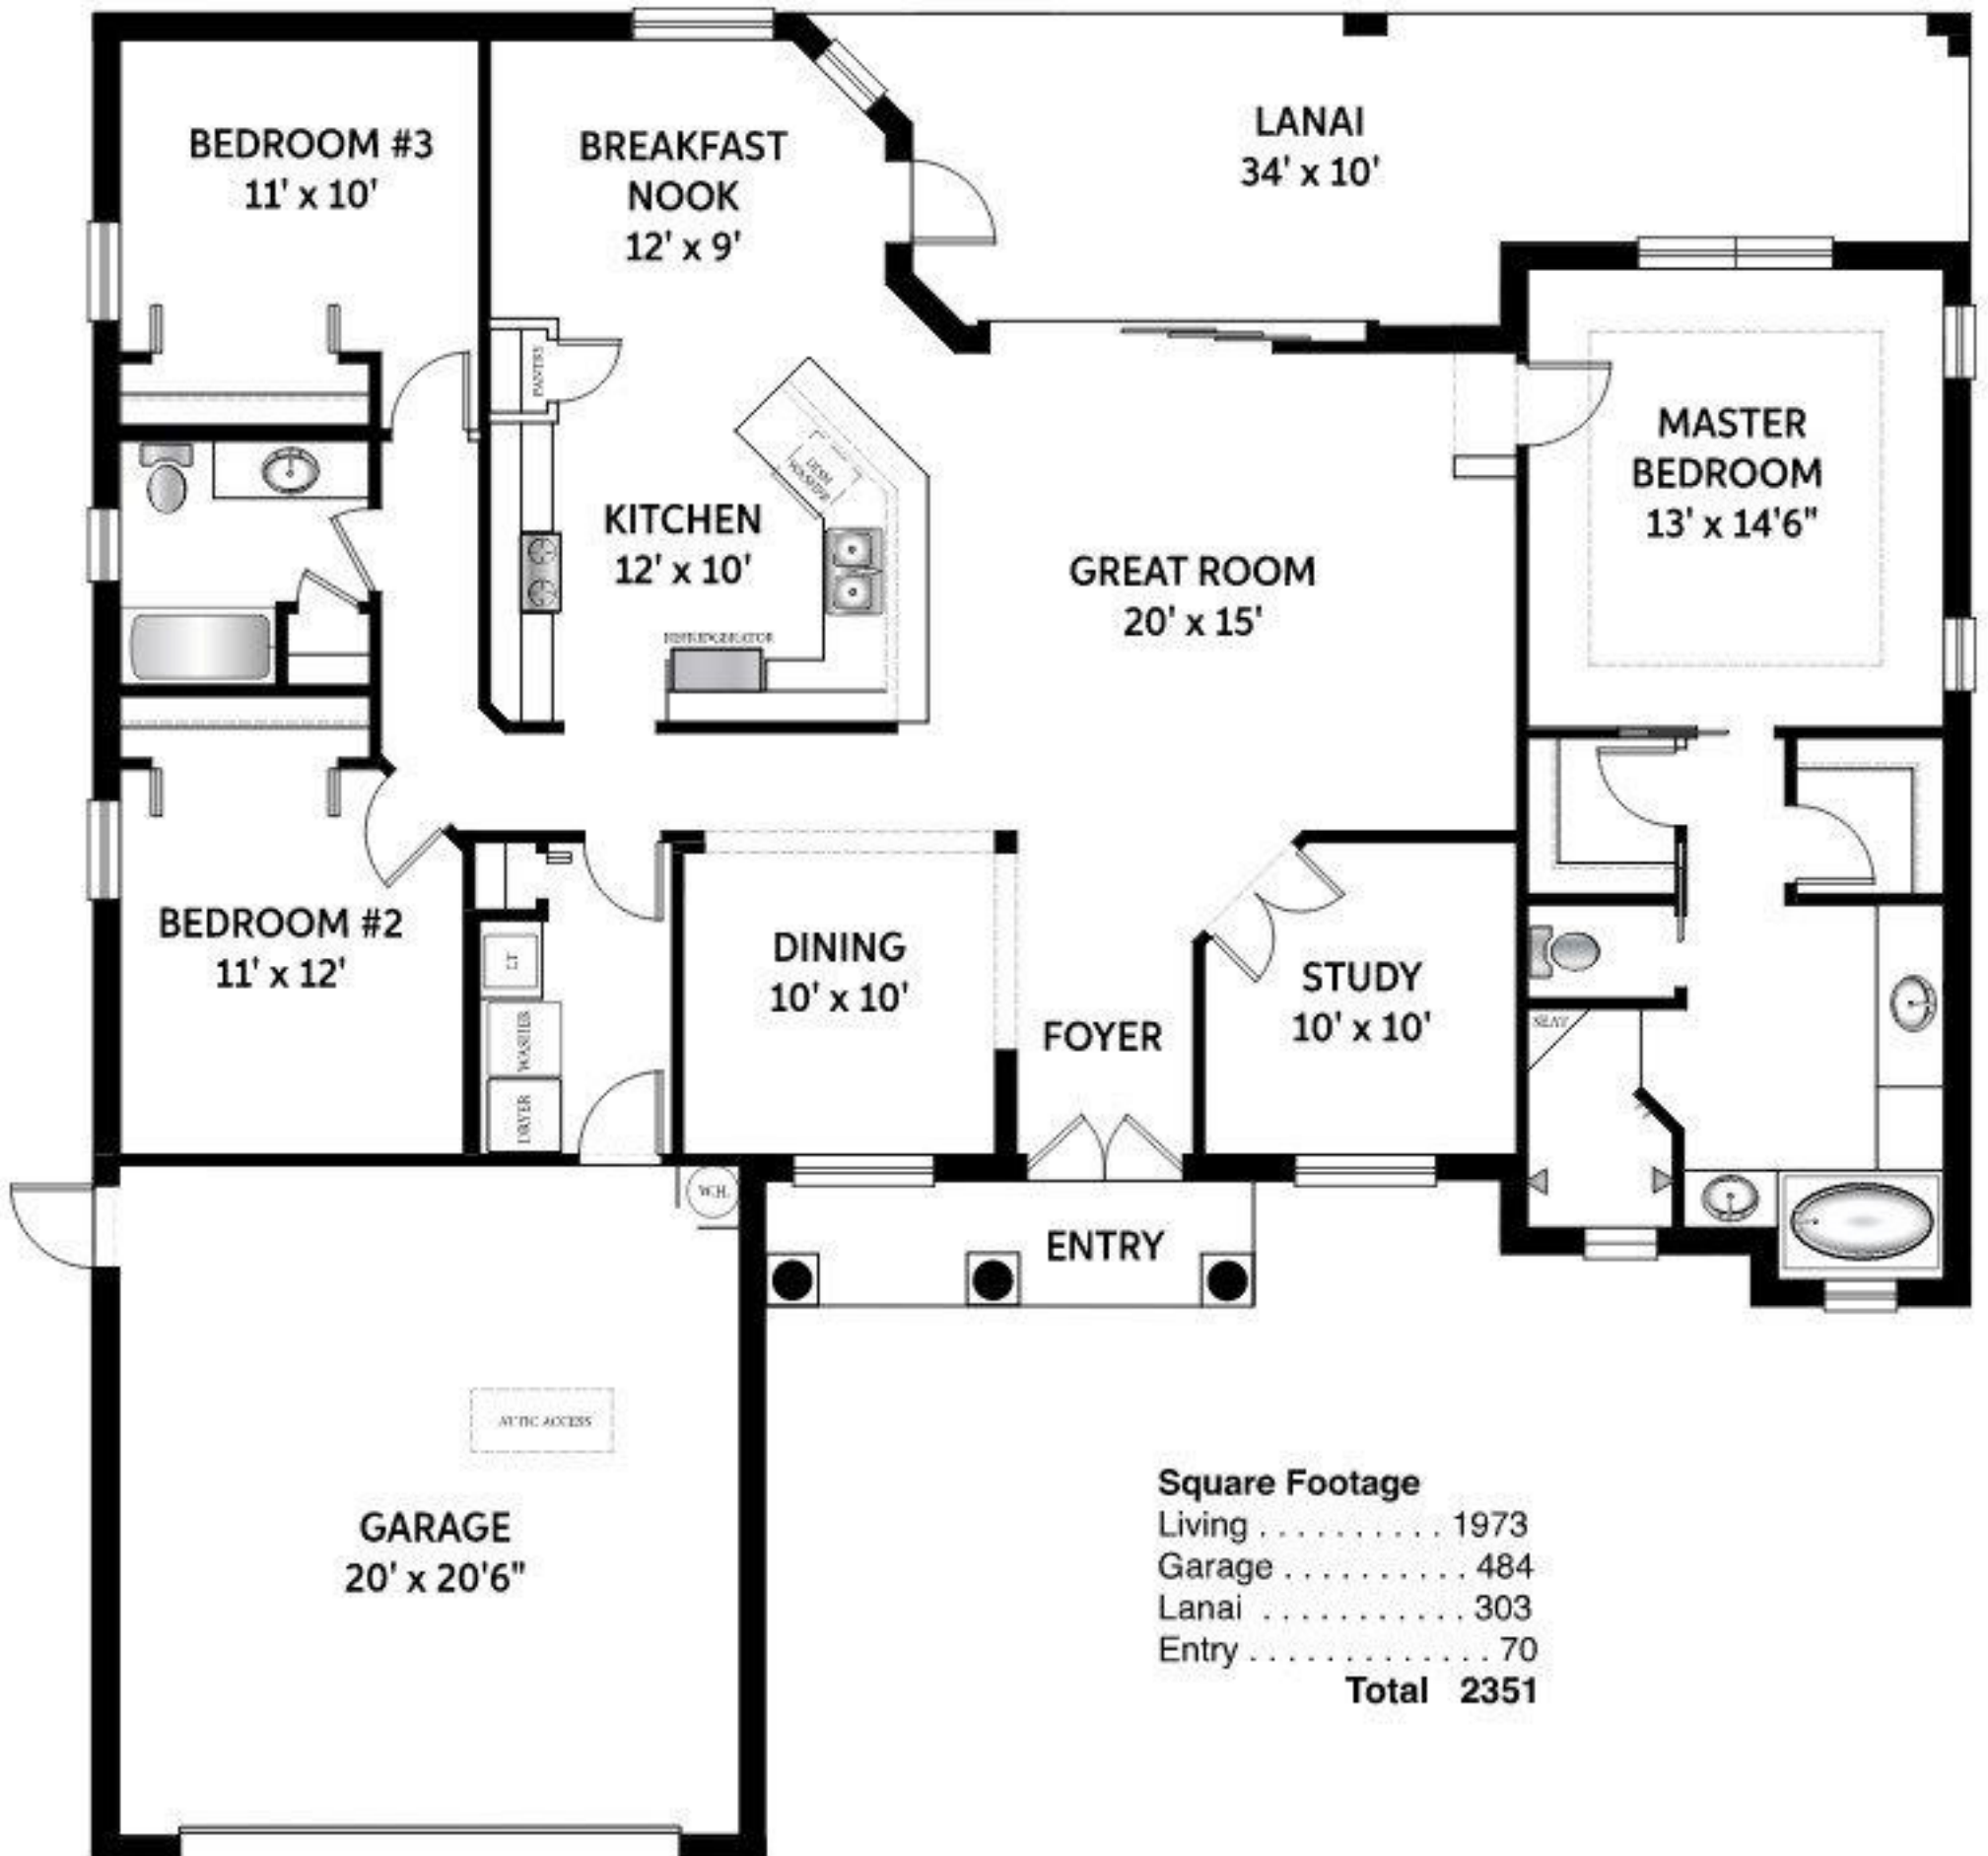 BEDROOM #3
11' x 10'
BREAKFAST
NOOK
12' x 9'
LANAI
34' x 10'
PANTRY
MASTER
BEDROOM
13' x 14'6"
DISH
WASHER
KITCHEN
12' x 10'
GREAT ROOM
20' x 15'
REFRIDGERATOR
BEDROOM #2
11' x 12'
LT
WASHER
DRYER
DINING
10' x 10'
FOYER
STUDY
10' x 10'
SEAT
W.H.
ENTRY
ATTIC ACCESS
GARAGE
20' x 20'6"
Square Footage
Living . . . . . . . . . . 1973
Garage . . . . . . . . . . 484
Lanai . . . . . . . . . . . 303
Entry . . . . . . . . . . . . . 70
Total 2351